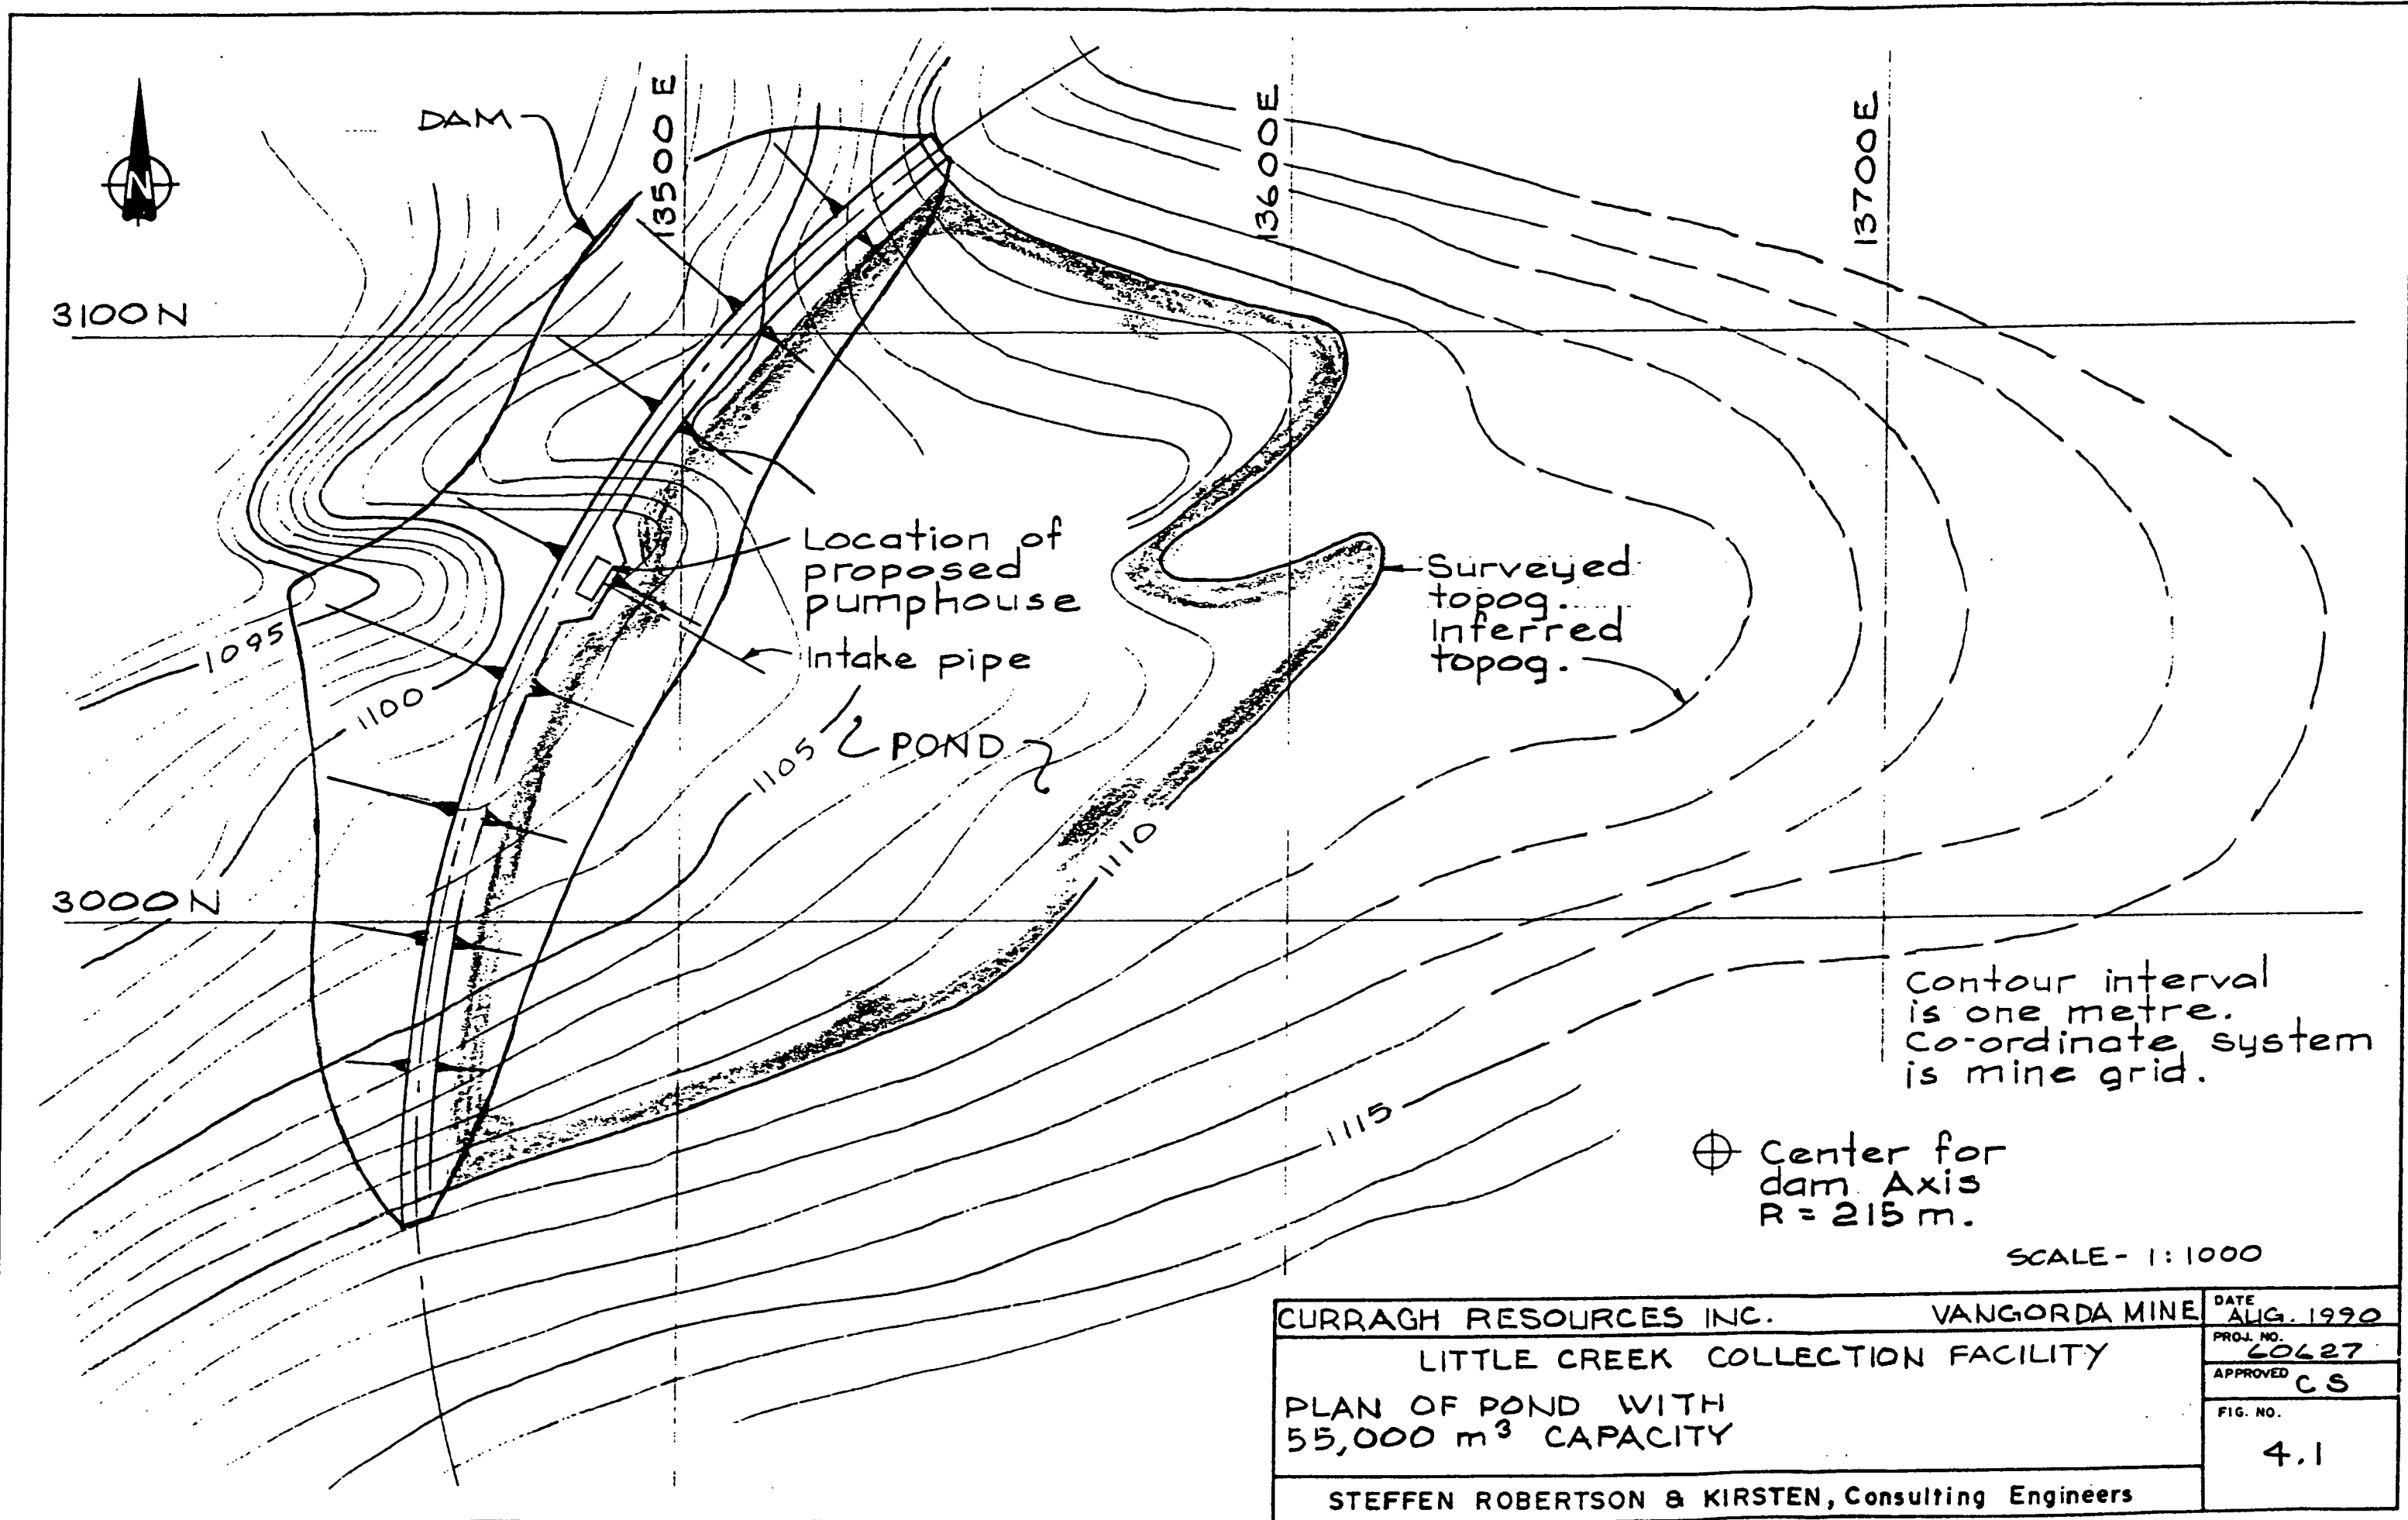 DAM
N
13500 E
13600 E
13700 E
3100 N
Location of
proposed
pumphouse
Surveyed
topog.
Inferred
topog.
Intake pipe
1095
1100
1105
POND
1110
3000 N
Contour interval
is one metre.
Co-ordinate system
is mine grid.
1115
Center for
dam Axis
R = 215 m.
SCALE - 1:1000
CURRAGH RESOURCES INC. VANGORDA MINE
DATE
AUG. 1990
LITTLE CREEK COLLECTION FACILITY
PROJ. NO.
60627
APPROVED CS
PLAN OF POND WITH
55,000 m³ CAPACITY
FIG. NO.
4.1
STEFFEN ROBERTSON & KIRSTEN, Consulting Engineers